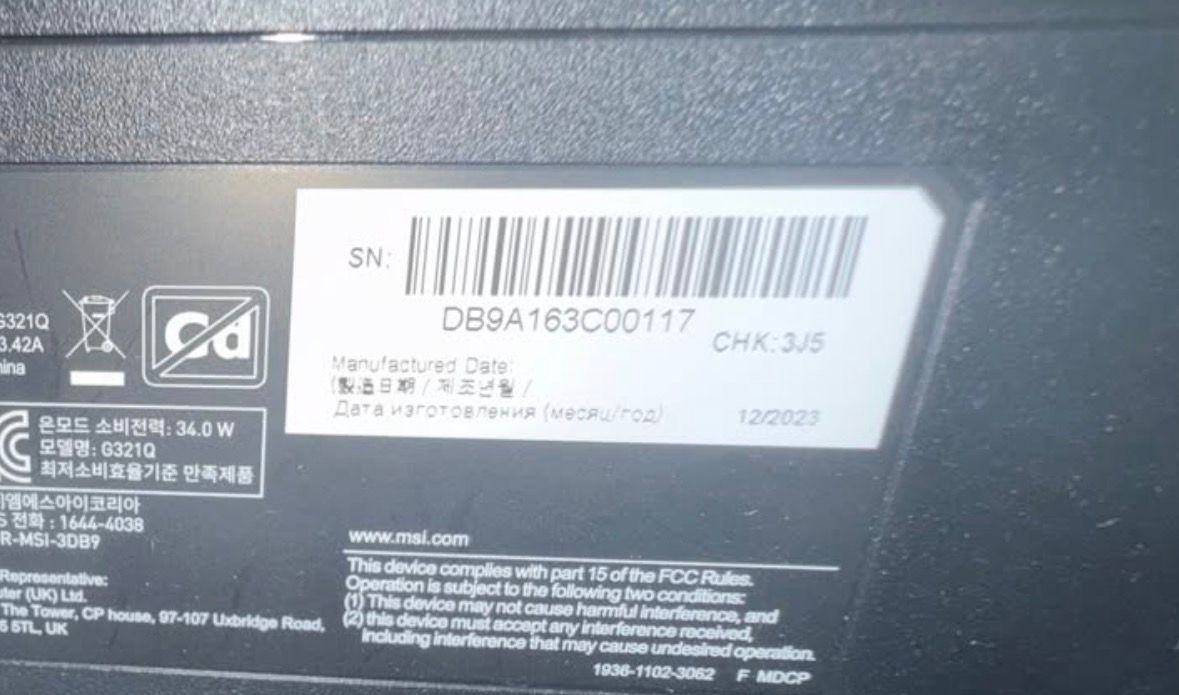 SN:
DB9A163C00117
CHK:3J5
Manufactured Date:
(製造日期 / 제조년월 /
Дата изготовления (месяц/год)
12/2023
G321Q
3.42A
Cd
온모드 소비전력: 34.0 W
모델명: G321Q
최저소비효율기준 만족제품
엠에스아이코리아
전화 : 1644-4038
R-MSI-3DB9
Representative:
(UK) Ltd.
The Tower, CP house, 97-107 Uxbridge Road,
5TL, UK
www.msi.com
This device complies with part 15 of the FCC Rules.
Operation is subject to the following two conditions:
(1) This device may not cause harmful interference, and
(2) this device must accept any interference received,
including interference that may cause undesired operation.
1936-1102-3062 F MDCP